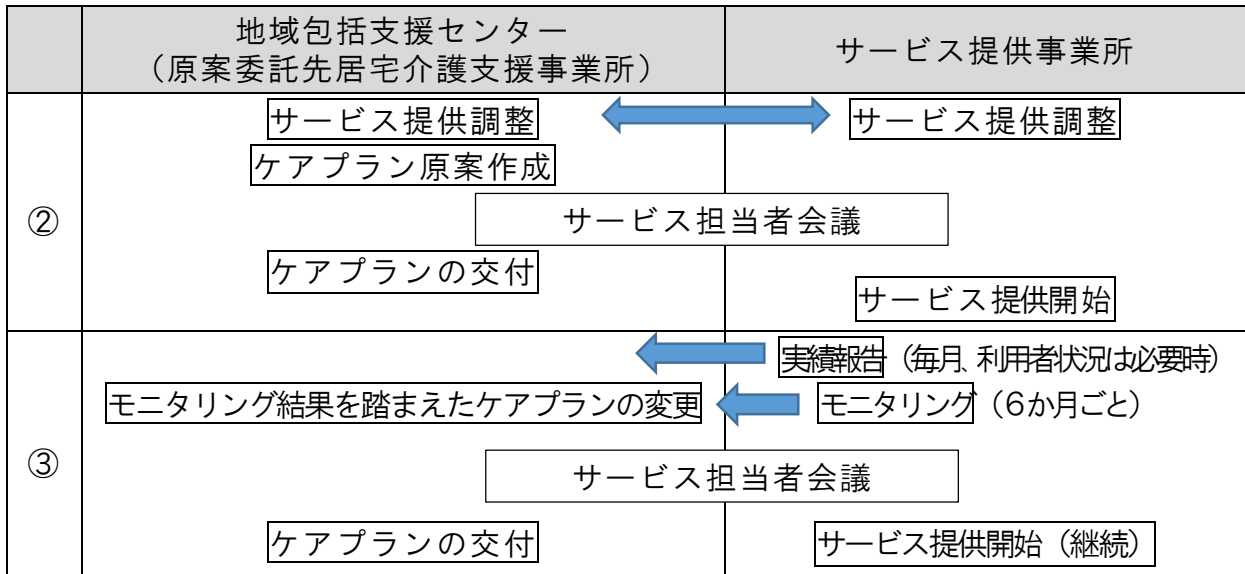 地域包括支援センター
（原案委託先居宅介護支援事業所）
サービス提供事業所
②
サービス提供調整
サービス提供調整
ケアプラン原案作成
サービス担当者会議
ケアプランの交付
サービス提供開始
③
実績報告（毎月、利用者状況は必要時）
モニタリング結果を踏まえたケアプランの変更
モニタリング（６か月ごと）
サービス担当者会議
ケアプランの交付
サービス提供開始（継続）